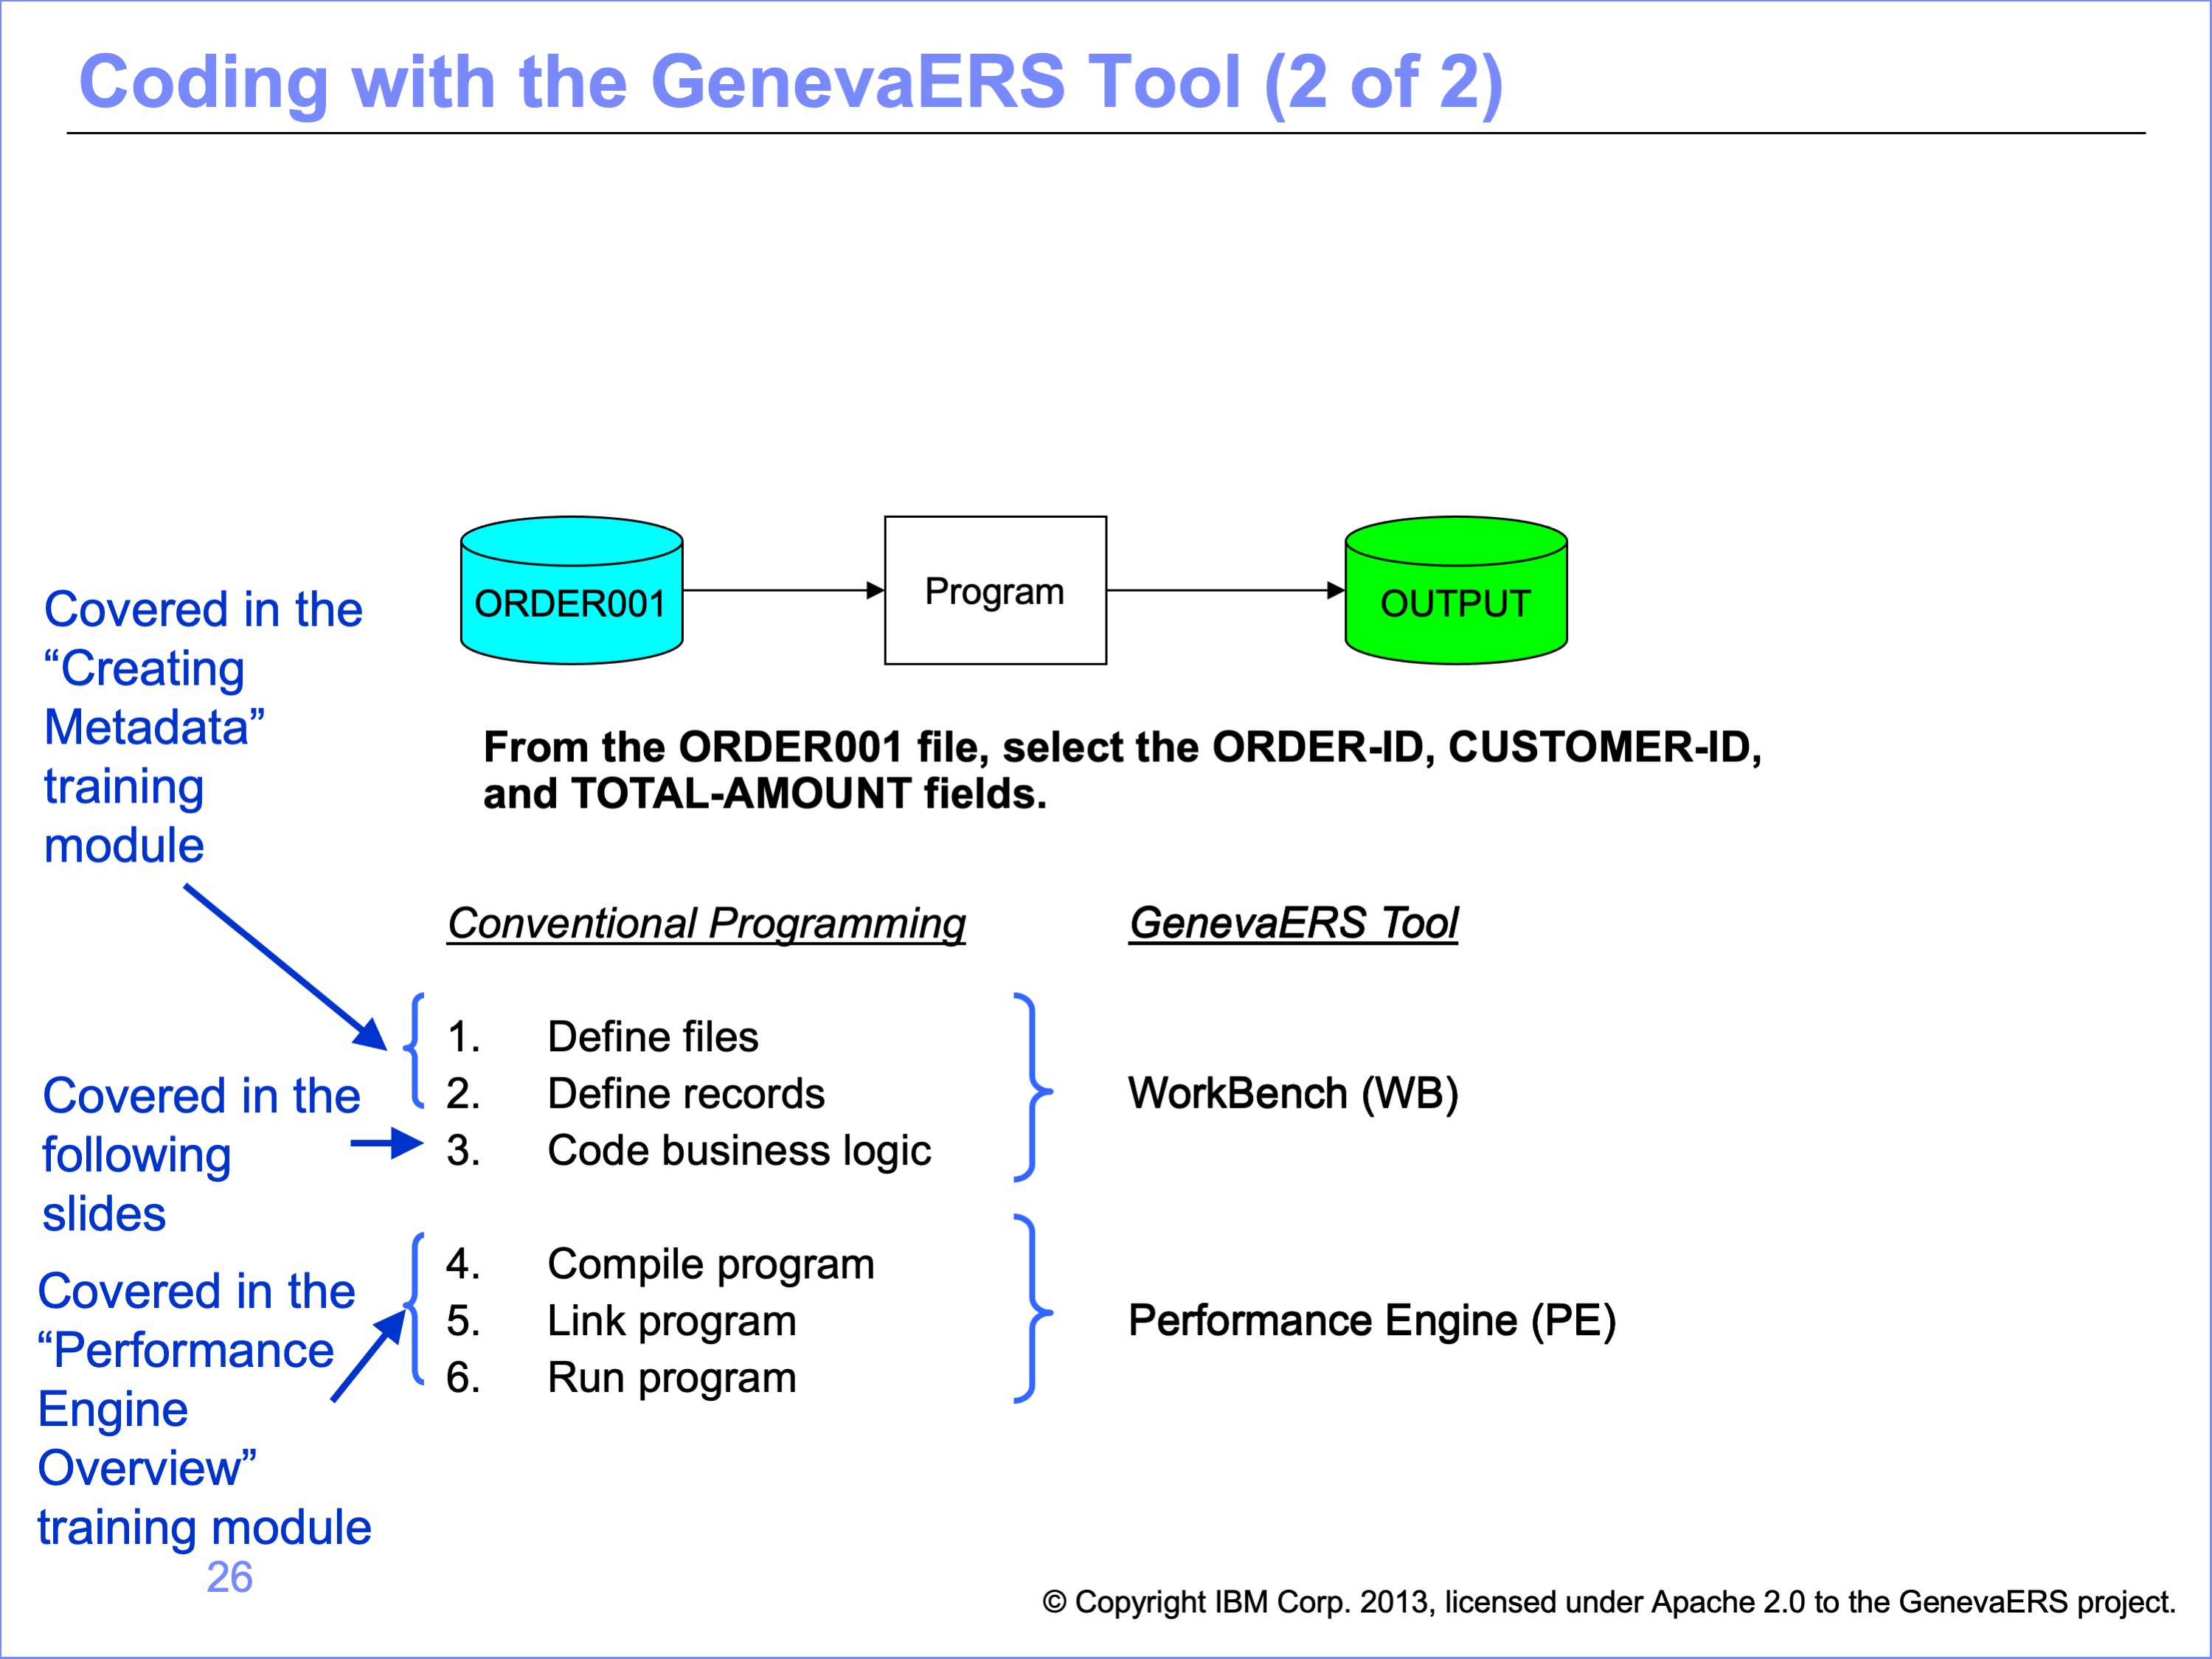 Coding with the GenevaERS Tool (2 of 2)
ORDER001
Program
OUTPUT
From the ORDER001 file, select the ORDER-ID, CUSTOMER-ID,
and TOTAL-AMOUNT fields.
Covered in the
“Creating
Metadata”
training
module
Conventional Programming
GenevaERS Tool
1. Define files
2. Define records
3. Code business logic
WorkBench (WB)
Covered in the
following
slides
4. Compile program
5. Link program
6. Run program
Performance Engine (PE)
Covered in the
“Performance
Engine
Overview”
training module
26
© Copyright IBM Corp. 2013, licensed under Apache 2.0 to the GenevaERS project.